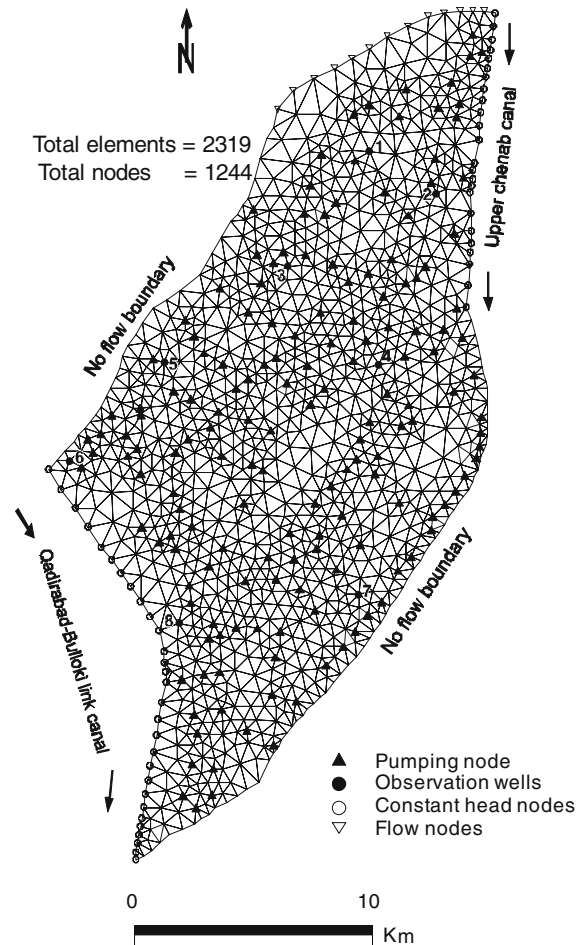 N
Total elements = 2319
Total nodes = 1244
Upper chenab canal
1
2
3
No flow boundary
4
5
6
7
No flow boundary
8
Qadirabad-Bulloki link canal
Pumping node
Observation wells
Constant head nodes
Flow nodes
0 10
Km